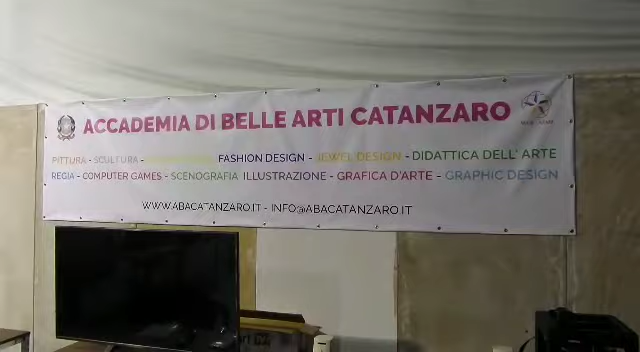 ACCADEMIA DI BELLE ARTI CATANZARO
PITTURA - SCULTURA - FASHION DESIGN - JEWEL DESIGN - DIDATTICA DELL' ARTE
REGIA - COMPUTER GAMES - SCENOGRAFIA ILLUSTRAZIONE - GRAFICA D'ARTE - GRAPHIC DESIGN
WWW.ABACATANZARO.IT - INFO@ABACATANZARO.IT